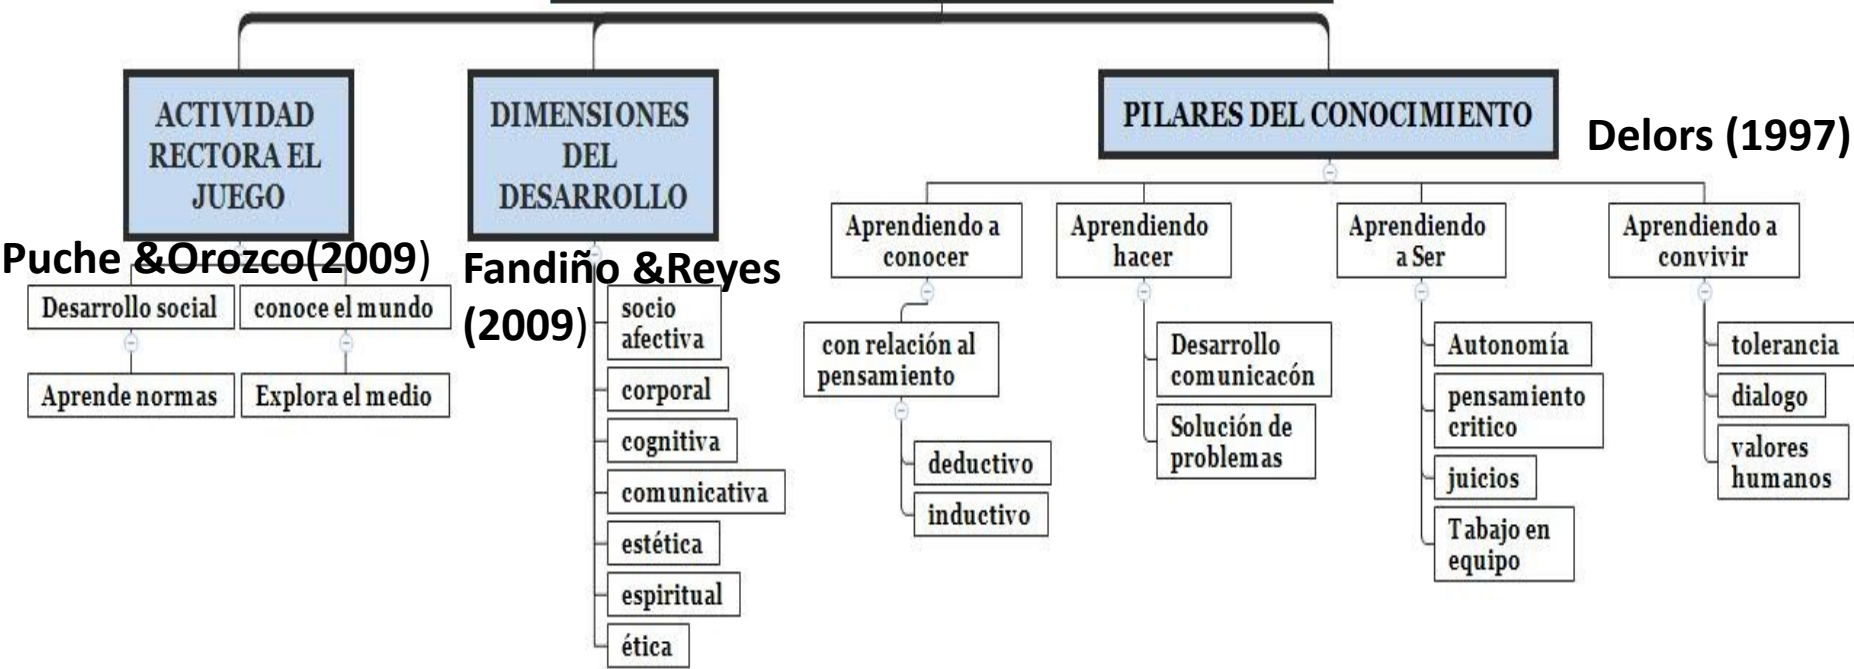 ACTIVIDAD
RECTORA EL
JUEGO
Puche &Orozco(2009)
Desarrollo social
Aprende normas
conoce el mundo
Explora el medio
DIMENSIONES
DEL
DESARROLLO
Fandiño &Reyes
(2009)
socio
afectiva
corporal
cognitiva
comunicativa
estética
espiritual
ética
PILARES DEL CONOCIMIENTO
Delors (1997)
Aprendiendo a
conocer
con relación al
pensamiento
deductivo
inductivo
Aprendiendo
hacer
Desarrollo
comunicacón
Solución de
problemas
Aprendiendo
a Ser
Autonomía
pensamiento
critico
juicios
Tabajo en
equipo
Aprendiendo a
convivir
tolerancia
dialogo
valores
humanos